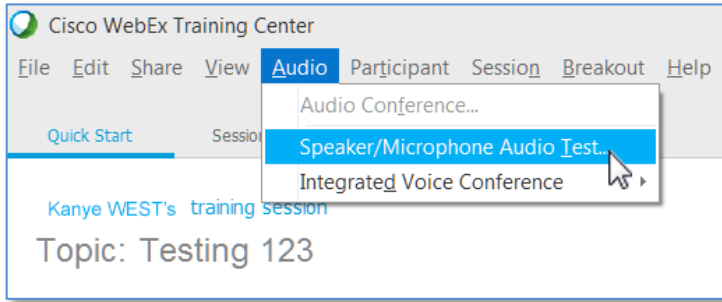 Cisco WebEx Training Center
File Edit Share View Audio Participant Session Breakout Help
Audio Conference...
Quick Start Session
Speaker/Microphone Audio Test...
Integrated Voice Conference
Kanye WEST's training session
Topic: Testing 123